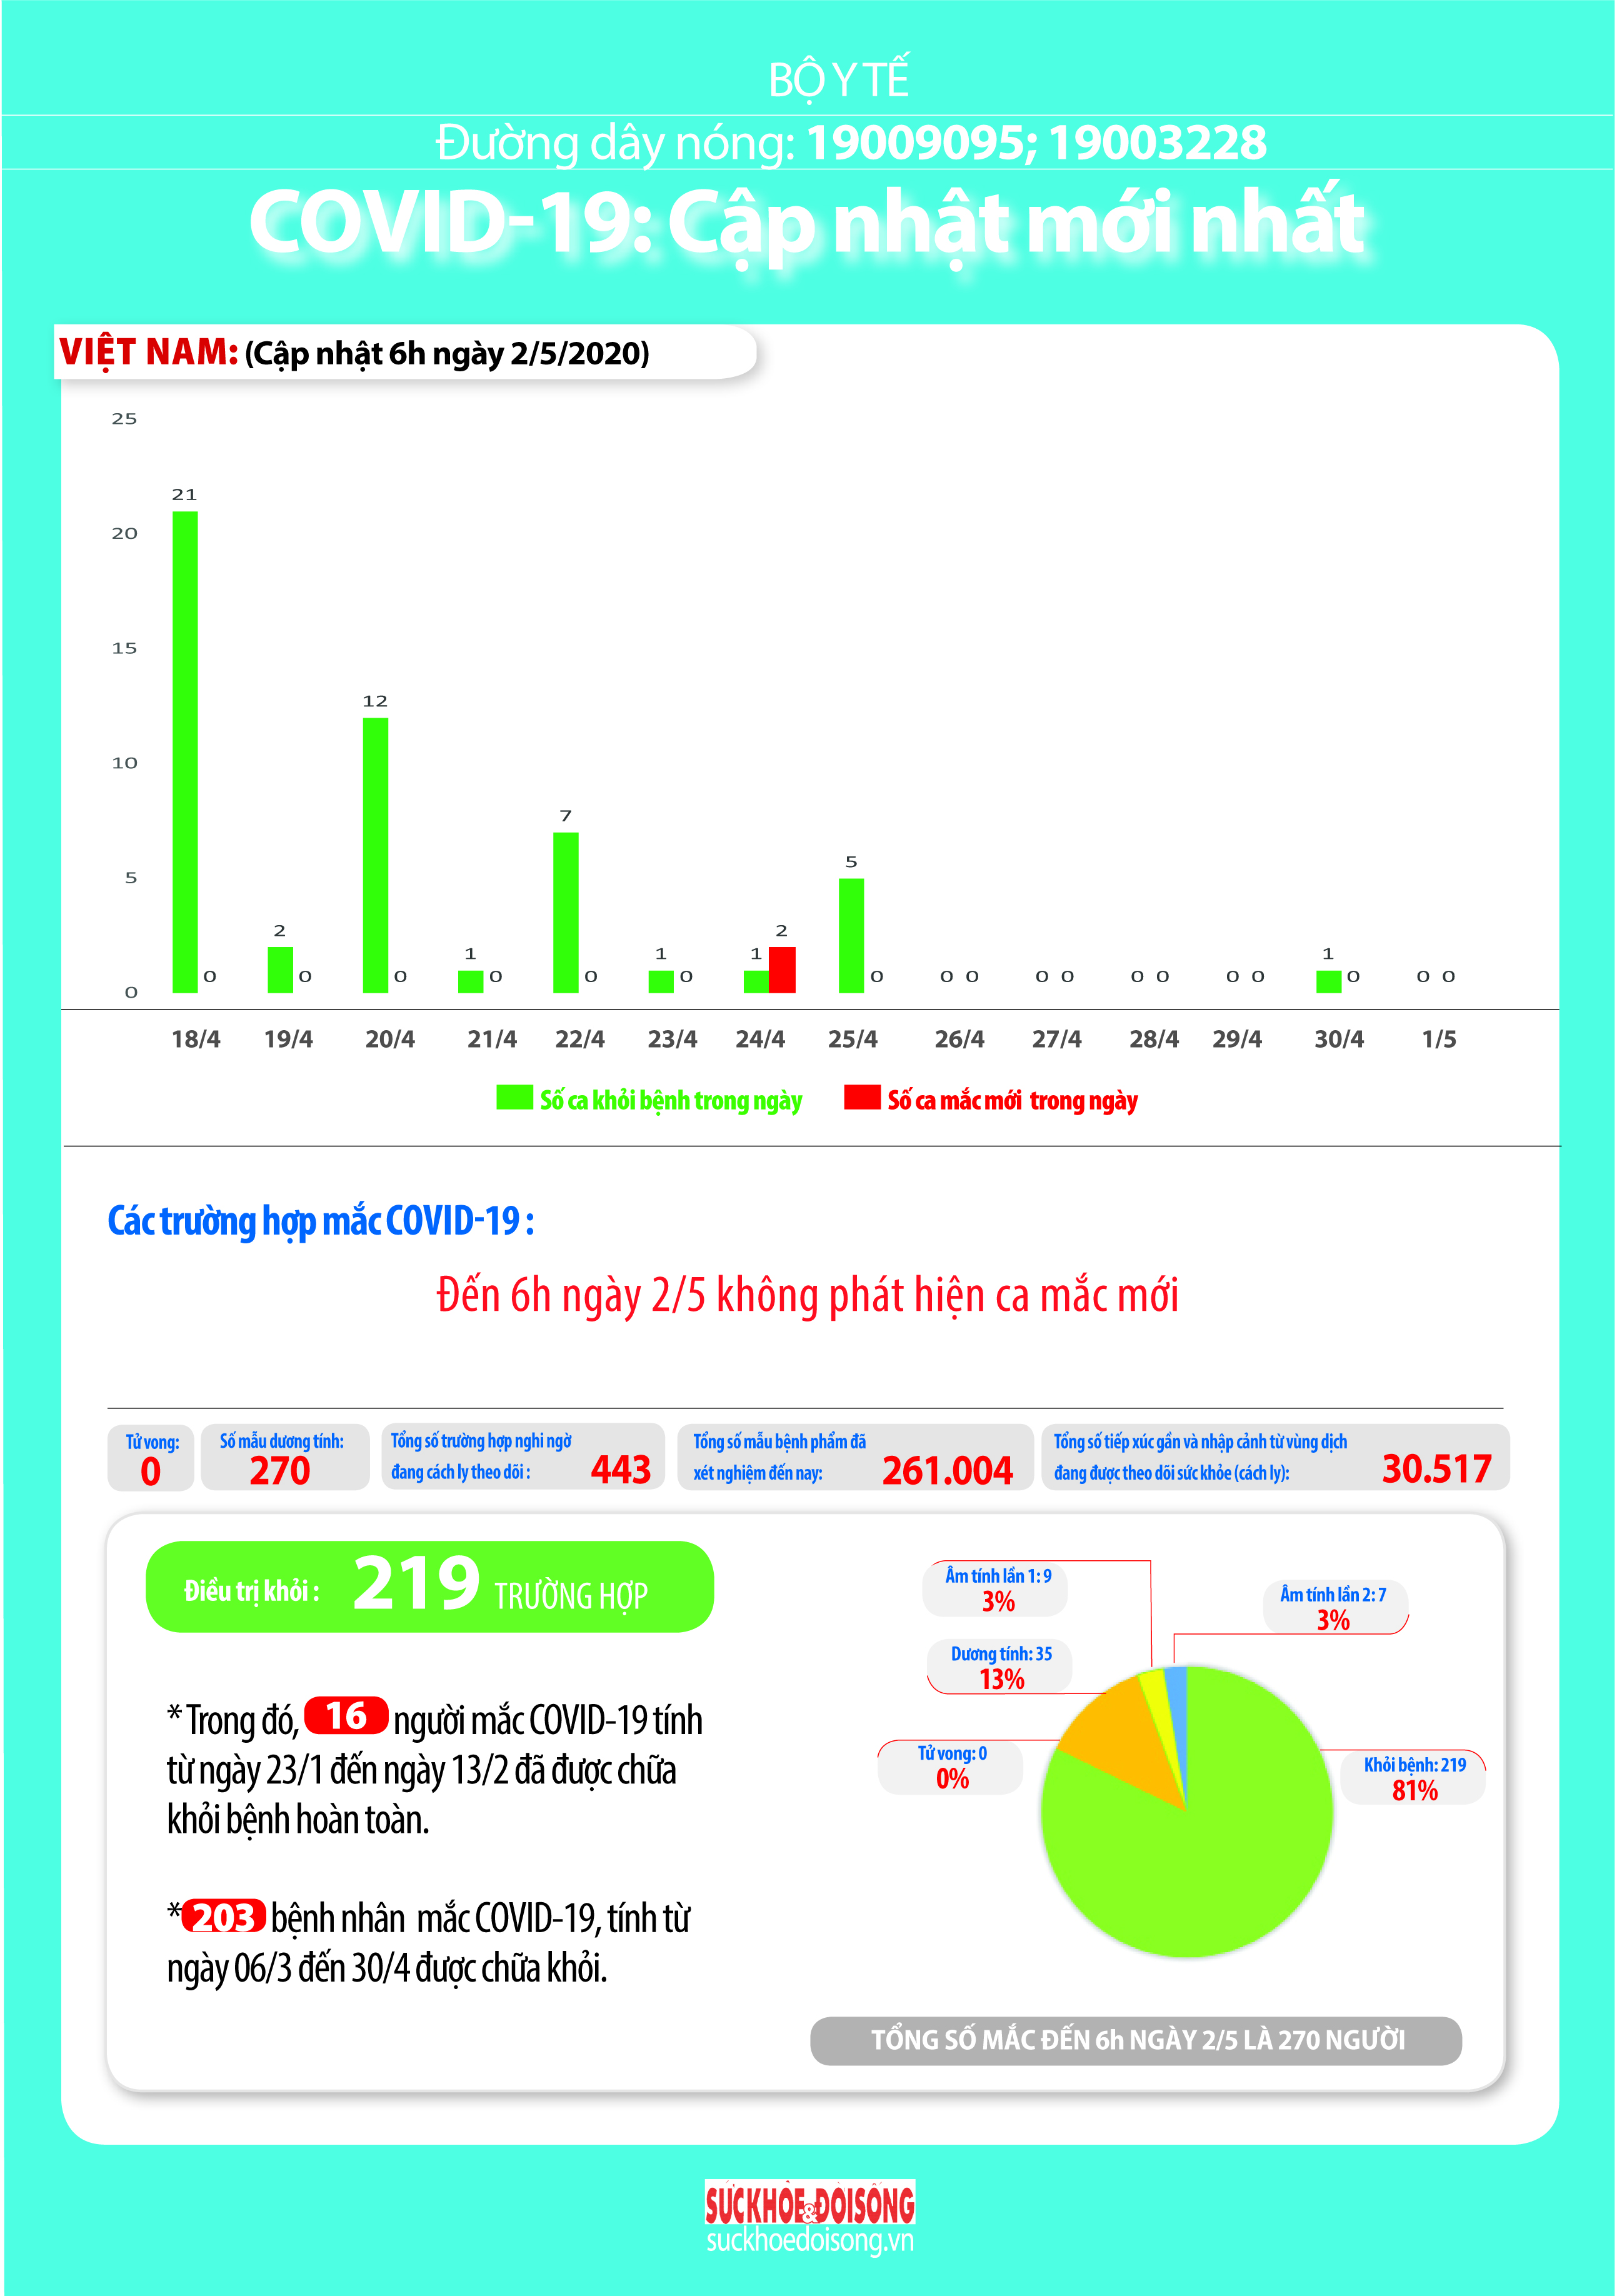 BỘ Y TẾ
Đường dây nóng: 19009095; 19003228
COVID-19: Cập nhật mới nhất
VIỆT NAM: (Cập nhật 6h ngày 2/5/2020)
25
20
15
10
5
0
21 0
2 0
12 0
1 0
7 0
1 0
1 2
5 0
0 0
0 0
0 0
0 0
1 0
0 0
18/4 19/4 20/4 21/4 22/4 23/4 24/4 25/4 26/4 27/4 28/4 29/4 30/4 1/5
Số ca khỏi bệnh trong ngày Số ca mắc mới trong ngày
Các trường hợp mắc COVID-19 :
Đến 6h ngày 2/5 không phát hiện ca mắc mới
Tử vong:
0
Số mẫu dương tính:
270
Tổng số trường hợp nghi ngờ
đang cách ly theo dõi : 443
Tổng số mẫu bệnh phẩm đã
xét nghiệm đến nay: 261.004
Tổng số tiếp xúc gần và nhập cảnh từ vùng dịch
đang được theo dõi sức khỏe (cách ly): 30.517
Điều trị khỏi : 219 TRƯỜNG HỢP
* Trong đó, 16 người mắc COVID-19 tính
từ ngày 23/1 đến ngày 13/2 đã được chữa
khỏi bệnh hoàn toàn.
* 203 bệnh nhân mắc COVID-19, tính từ
ngày 06/3 đến 30/4 được chữa khỏi.
Âm tính lần 1: 9
3%
Âm tính lần 2: 7
3%
Dương tính: 35
13%
Tử vong: 0
0%
Khỏi bệnh: 219
81%
TỔNG SỐ MẮC ĐẾN 6h NGÀY 2/5 LÀ 270 NGƯỜI
SỨCKHỎE&ĐỜISỐNG
suckhoedoisong.vn